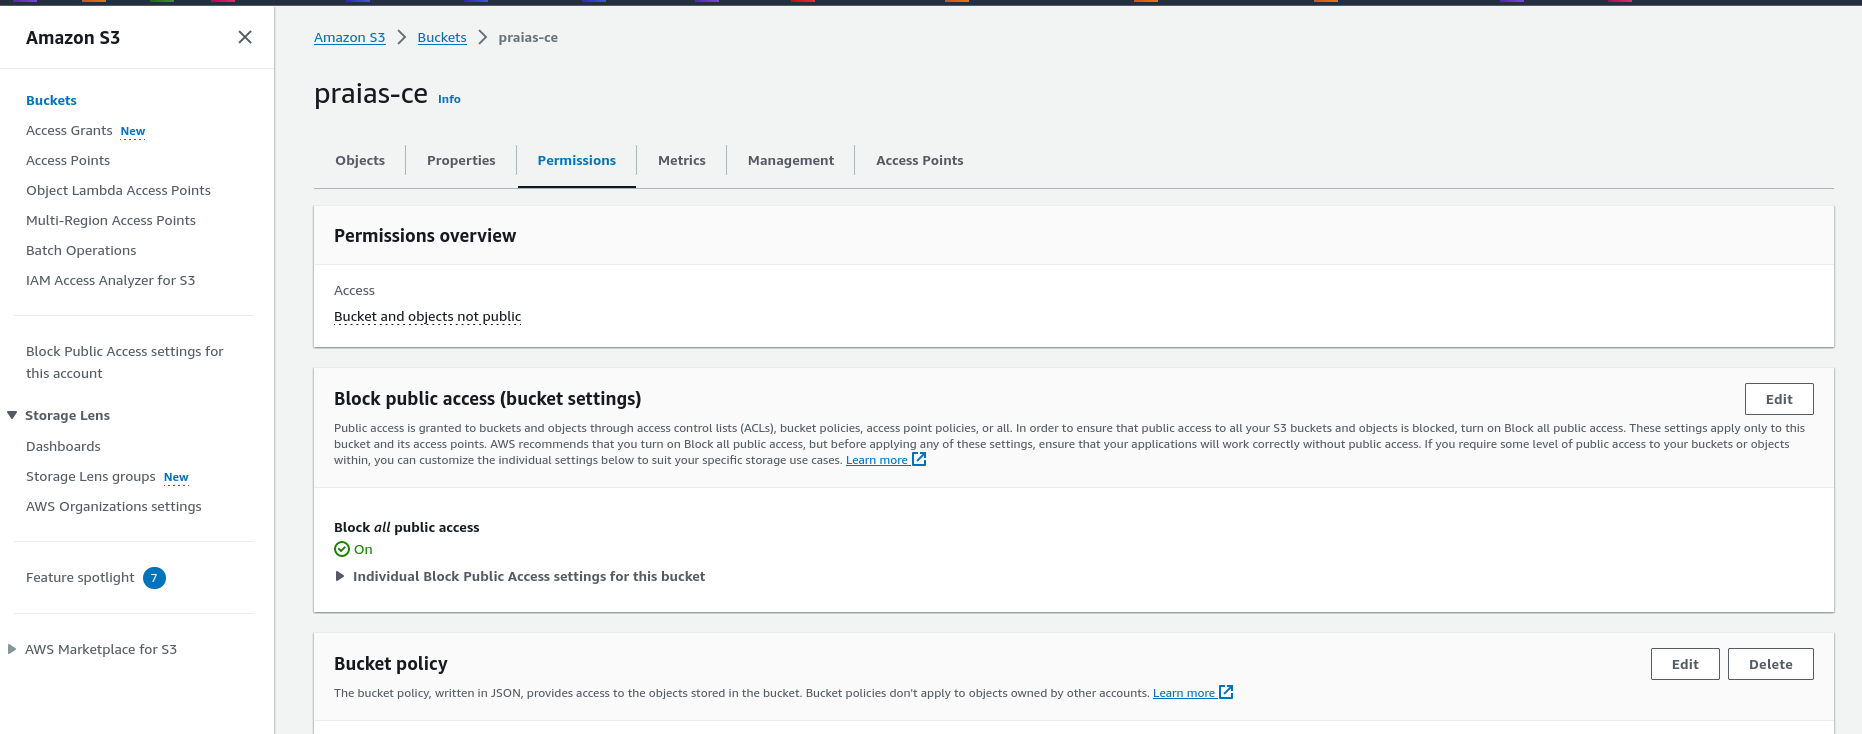 Amazon S3
Buckets
Access Grants New
Access Points
Object Lambda Access Points
Multi-Region Access Points
Batch Operations
IAM Access Analyzer for S3
Block Public Access settings for
this account
Storage Lens
Dashboards
Storage Lens groups New
AWS Organizations settings
Feature spotlight 7
AWS Marketplace for S3
Amazon S3 Buckets praias-ce
praias-ce Info
Objects Properties Permissions Metrics Management Access Points
Permissions overview
Access
Bucket and objects not public
Block public access (bucket settings) Edit
Public access is granted to buckets and objects through access control lists (ACLs), bucket policies, access point policies, or all. In order to ensure that public access to all your S3 buckets and objects is blocked, turn on Block all public access. These settings apply only to this
bucket and its access points. AWS recommends that you turn on Block all public access, but before applying any of these settings, ensure that your applications will work correctly without public access. If you require some level of public access to your buckets or objects
within, you can customize the individual settings below to suit your specific storage use cases. Learn more
Block all public access
On
Individual Block Public Access settings for this bucket
Bucket policy Edit Delete
The bucket policy, written in JSON, provides access to the objects stored in the bucket. Bucket policies don't apply to objects owned by other accounts. Learn more